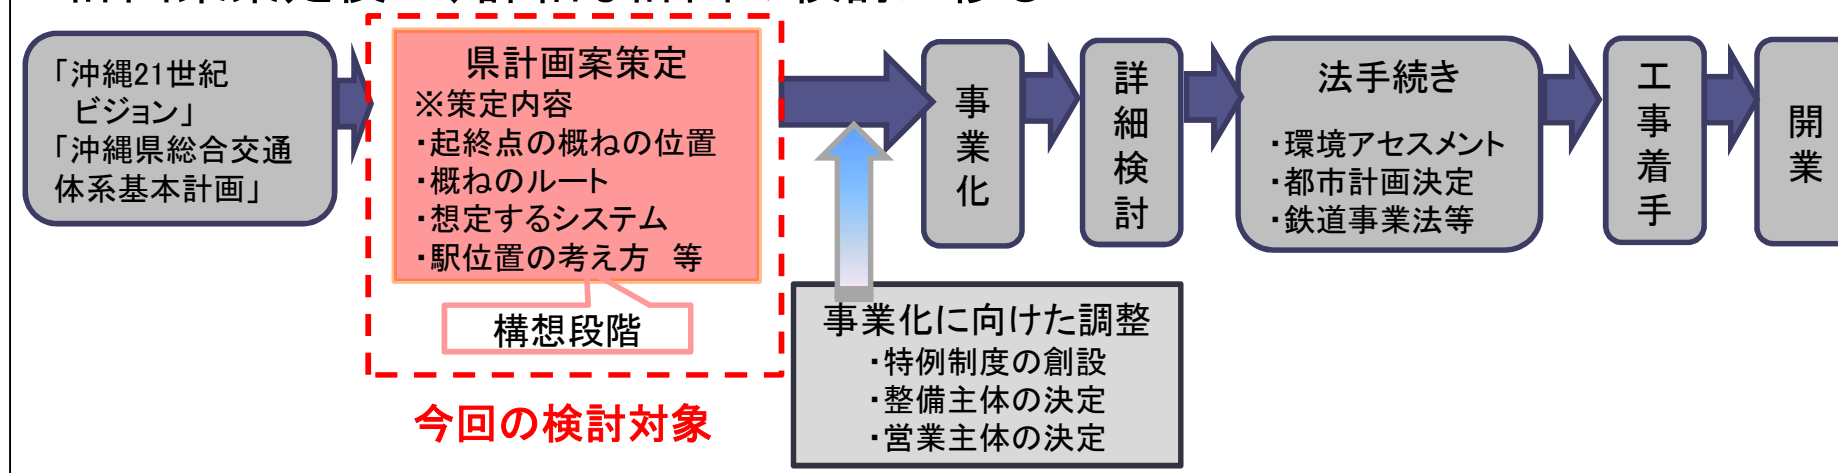 「沖縄21世紀
ビジョン」
「沖縄県総合交通
体系基本計画」
県計画案策定
※策定内容
・起終点の概ねの位置
・概ねのルート
・想定するシステム
・駅位置の考え方　等
構想段階
今回の検討対象
事業化に向けた調整
・特例制度の創設
・整備主体の決定
・営業主体の決定
事業化
詳細検討
法手続き
・環境アセスメント
・都市計画決定
・鉄道事業法等
工事着手
開業